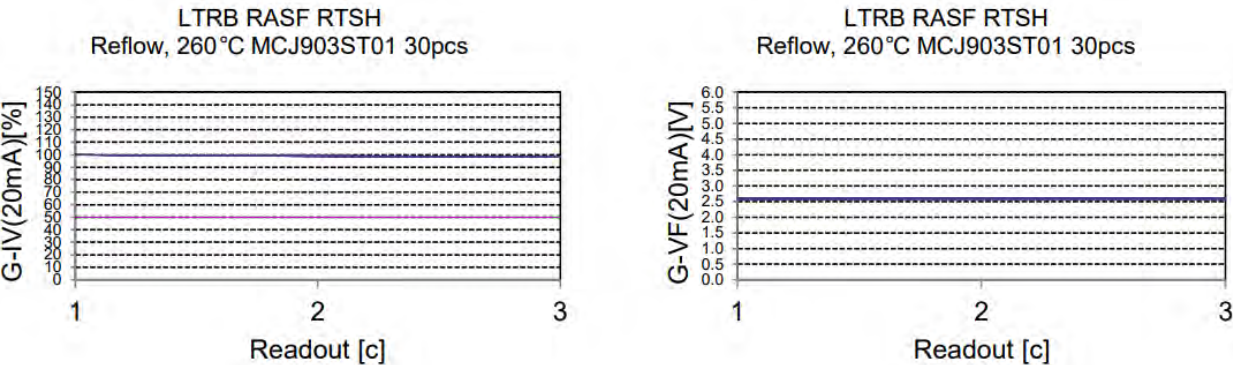 LTRB RASF RTSH
Reflow, 260°C MCJ903ST01 30pcs
G-IV(20mA)[%]
150
140
130
120
110
100
90
80
70
60
50
40
30
20
10
0
1 2 3
Readout [c]
LTRB RASF RTSH
Reflow, 260°C MCJ903ST01 30pcs
G-VF(20mA)[V]
6.0
5.5
5.0
4.5
4.0
3.5
3.0
2.5
2.0
1.5
1.0
0.5
0.0
1 2 3
Readout [c]